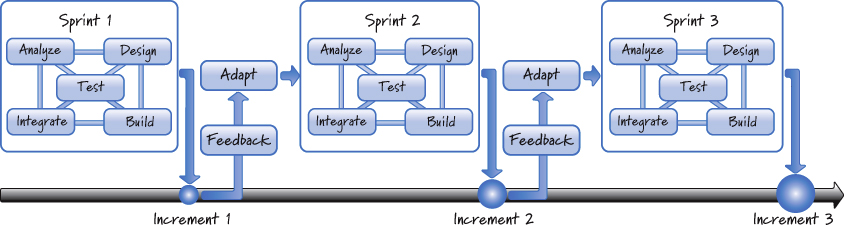 Sprint 1
Analyze
Design
Test
Integrate
Build
Adapt
Feedback
Sprint 2
Analyze
Design
Test
Integrate
Build
Adapt
Feedback
Sprint 3
Analyze
Design
Test
Integrate
Build
Increment 1
Increment 2
Increment 3